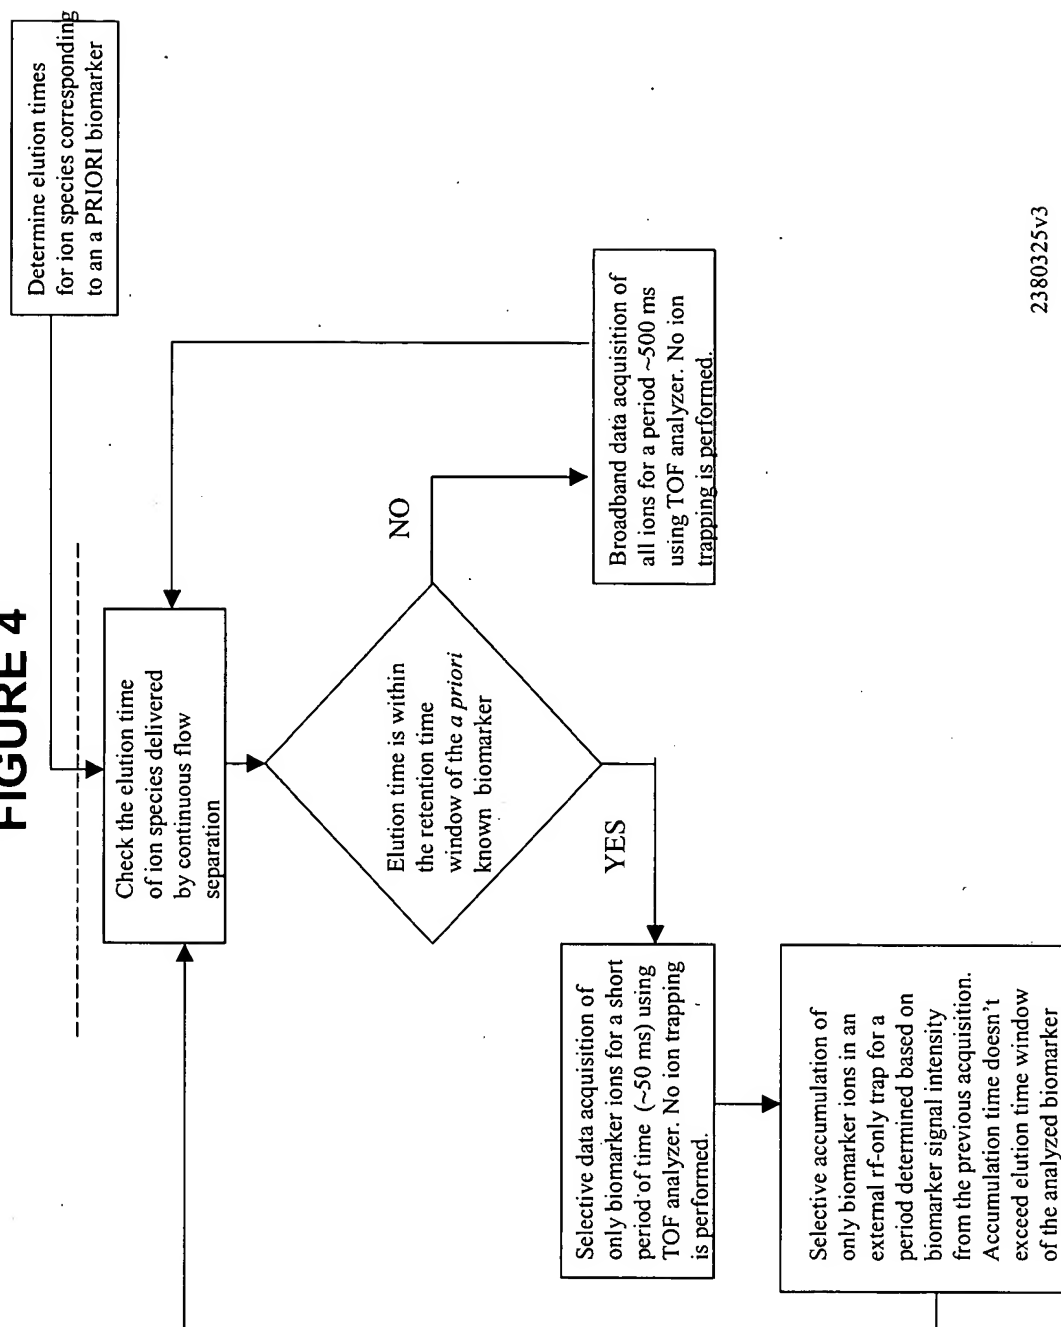 FIGURE 4
Determine elution times
for ion species corresponding
to an a PRIORI biomarker
Check the elution time
of ion species delivered
by continuous flow
separation
Elution time is within
the retention time
window of the a priori
known biomarker
NO
YES
Broadband data acquisition of
all ions for a period ~500 ms
using TOF analyzer. No ion
trapping is performed.
Selective data acquisition of
only biomarker ions for a short
period of time (~50 ms) using
TOF analyzer. No ion trapping
is performed.
Selective accumulation of
only biomarker ions in an
external rf-only trap for a
period determined based on
biomarker signal intensity
from the previous acquisition.
Accumulation time doesn't
exceed elution time window
of the analyzed biomarker
2380325v3